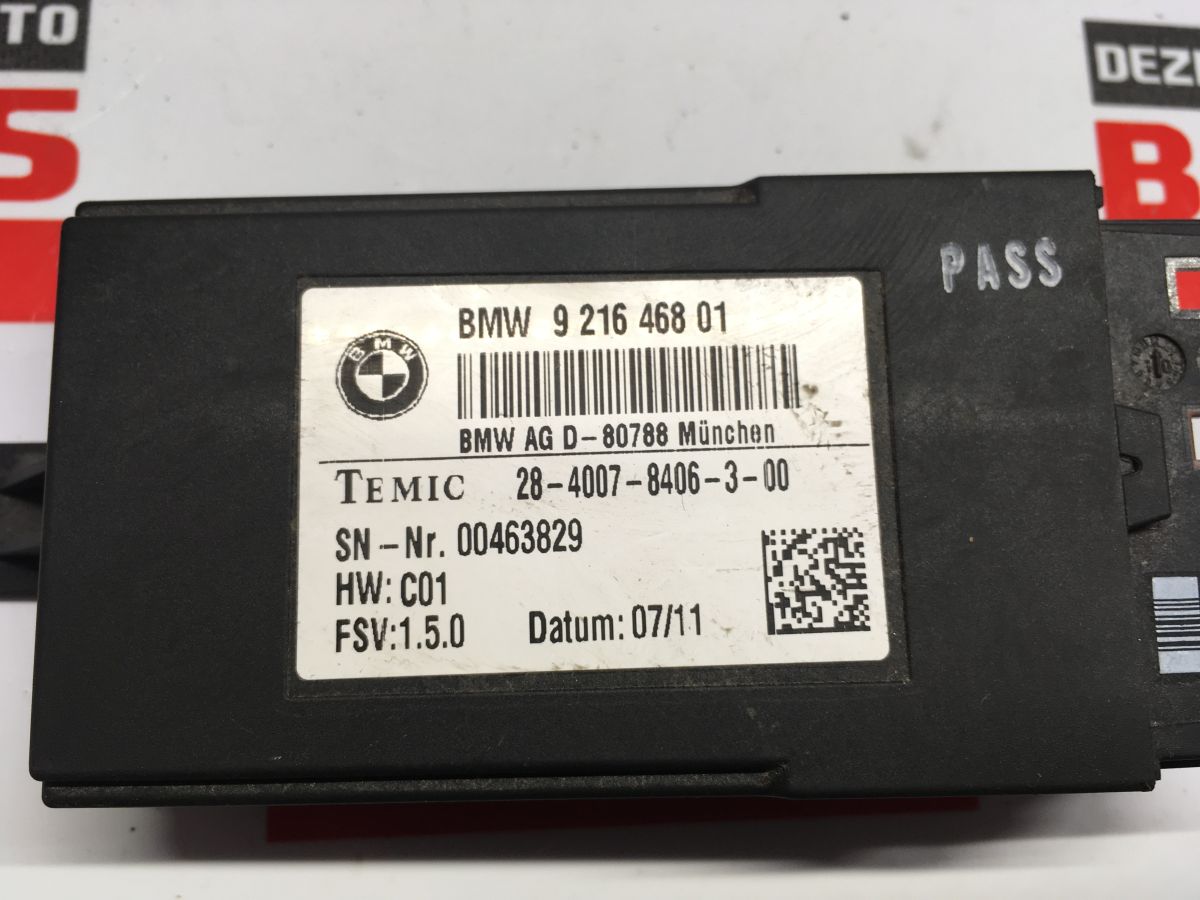 TO
S
DEZ
B
PASS
BMW 9 216 468 01
BMW
BMW AG D-80788 München
TEMIC 28-4007-8406-3-00
SN-Nr. 00463829
HW: C01
FSV:1.5.0 Datum: 07/11